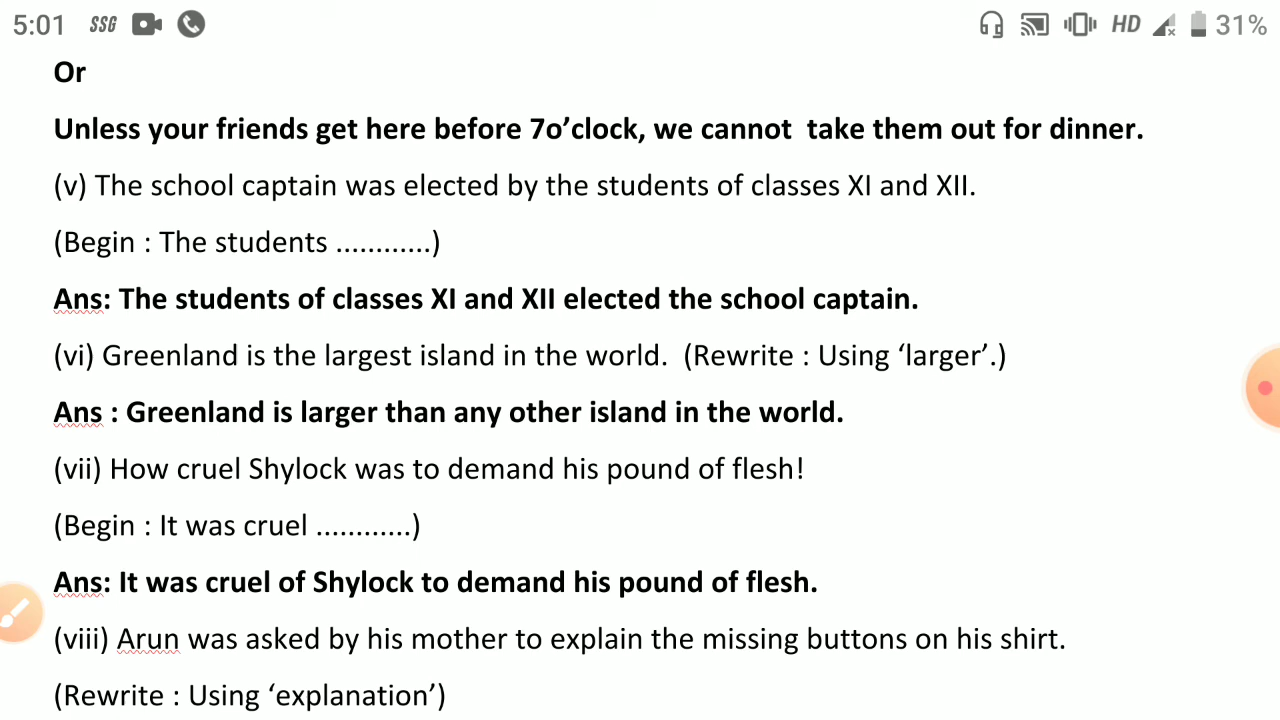 5:01 SSG HD 31%
Or
Unless your friends get here before 7o’clock, we cannot  take them out for dinner.
(v) The school captain was elected by the students of classes XI and XII.
(Begin : The students ............)
Ans: The students of classes XI and XII elected the school captain.
(vi) Greenland is the largest island in the world.  (Rewrite : Using ‘larger’.)
Ans : Greenland is larger than any other island in the world.
(vii) How cruel Shylock was to demand his pound of flesh!
(Begin : It was cruel ............)
Ans: It was cruel of Shylock to demand his pound of flesh.
(viii) Arun was asked by his mother to explain the missing buttons on his shirt.
(Rewrite : Using ‘explanation’)